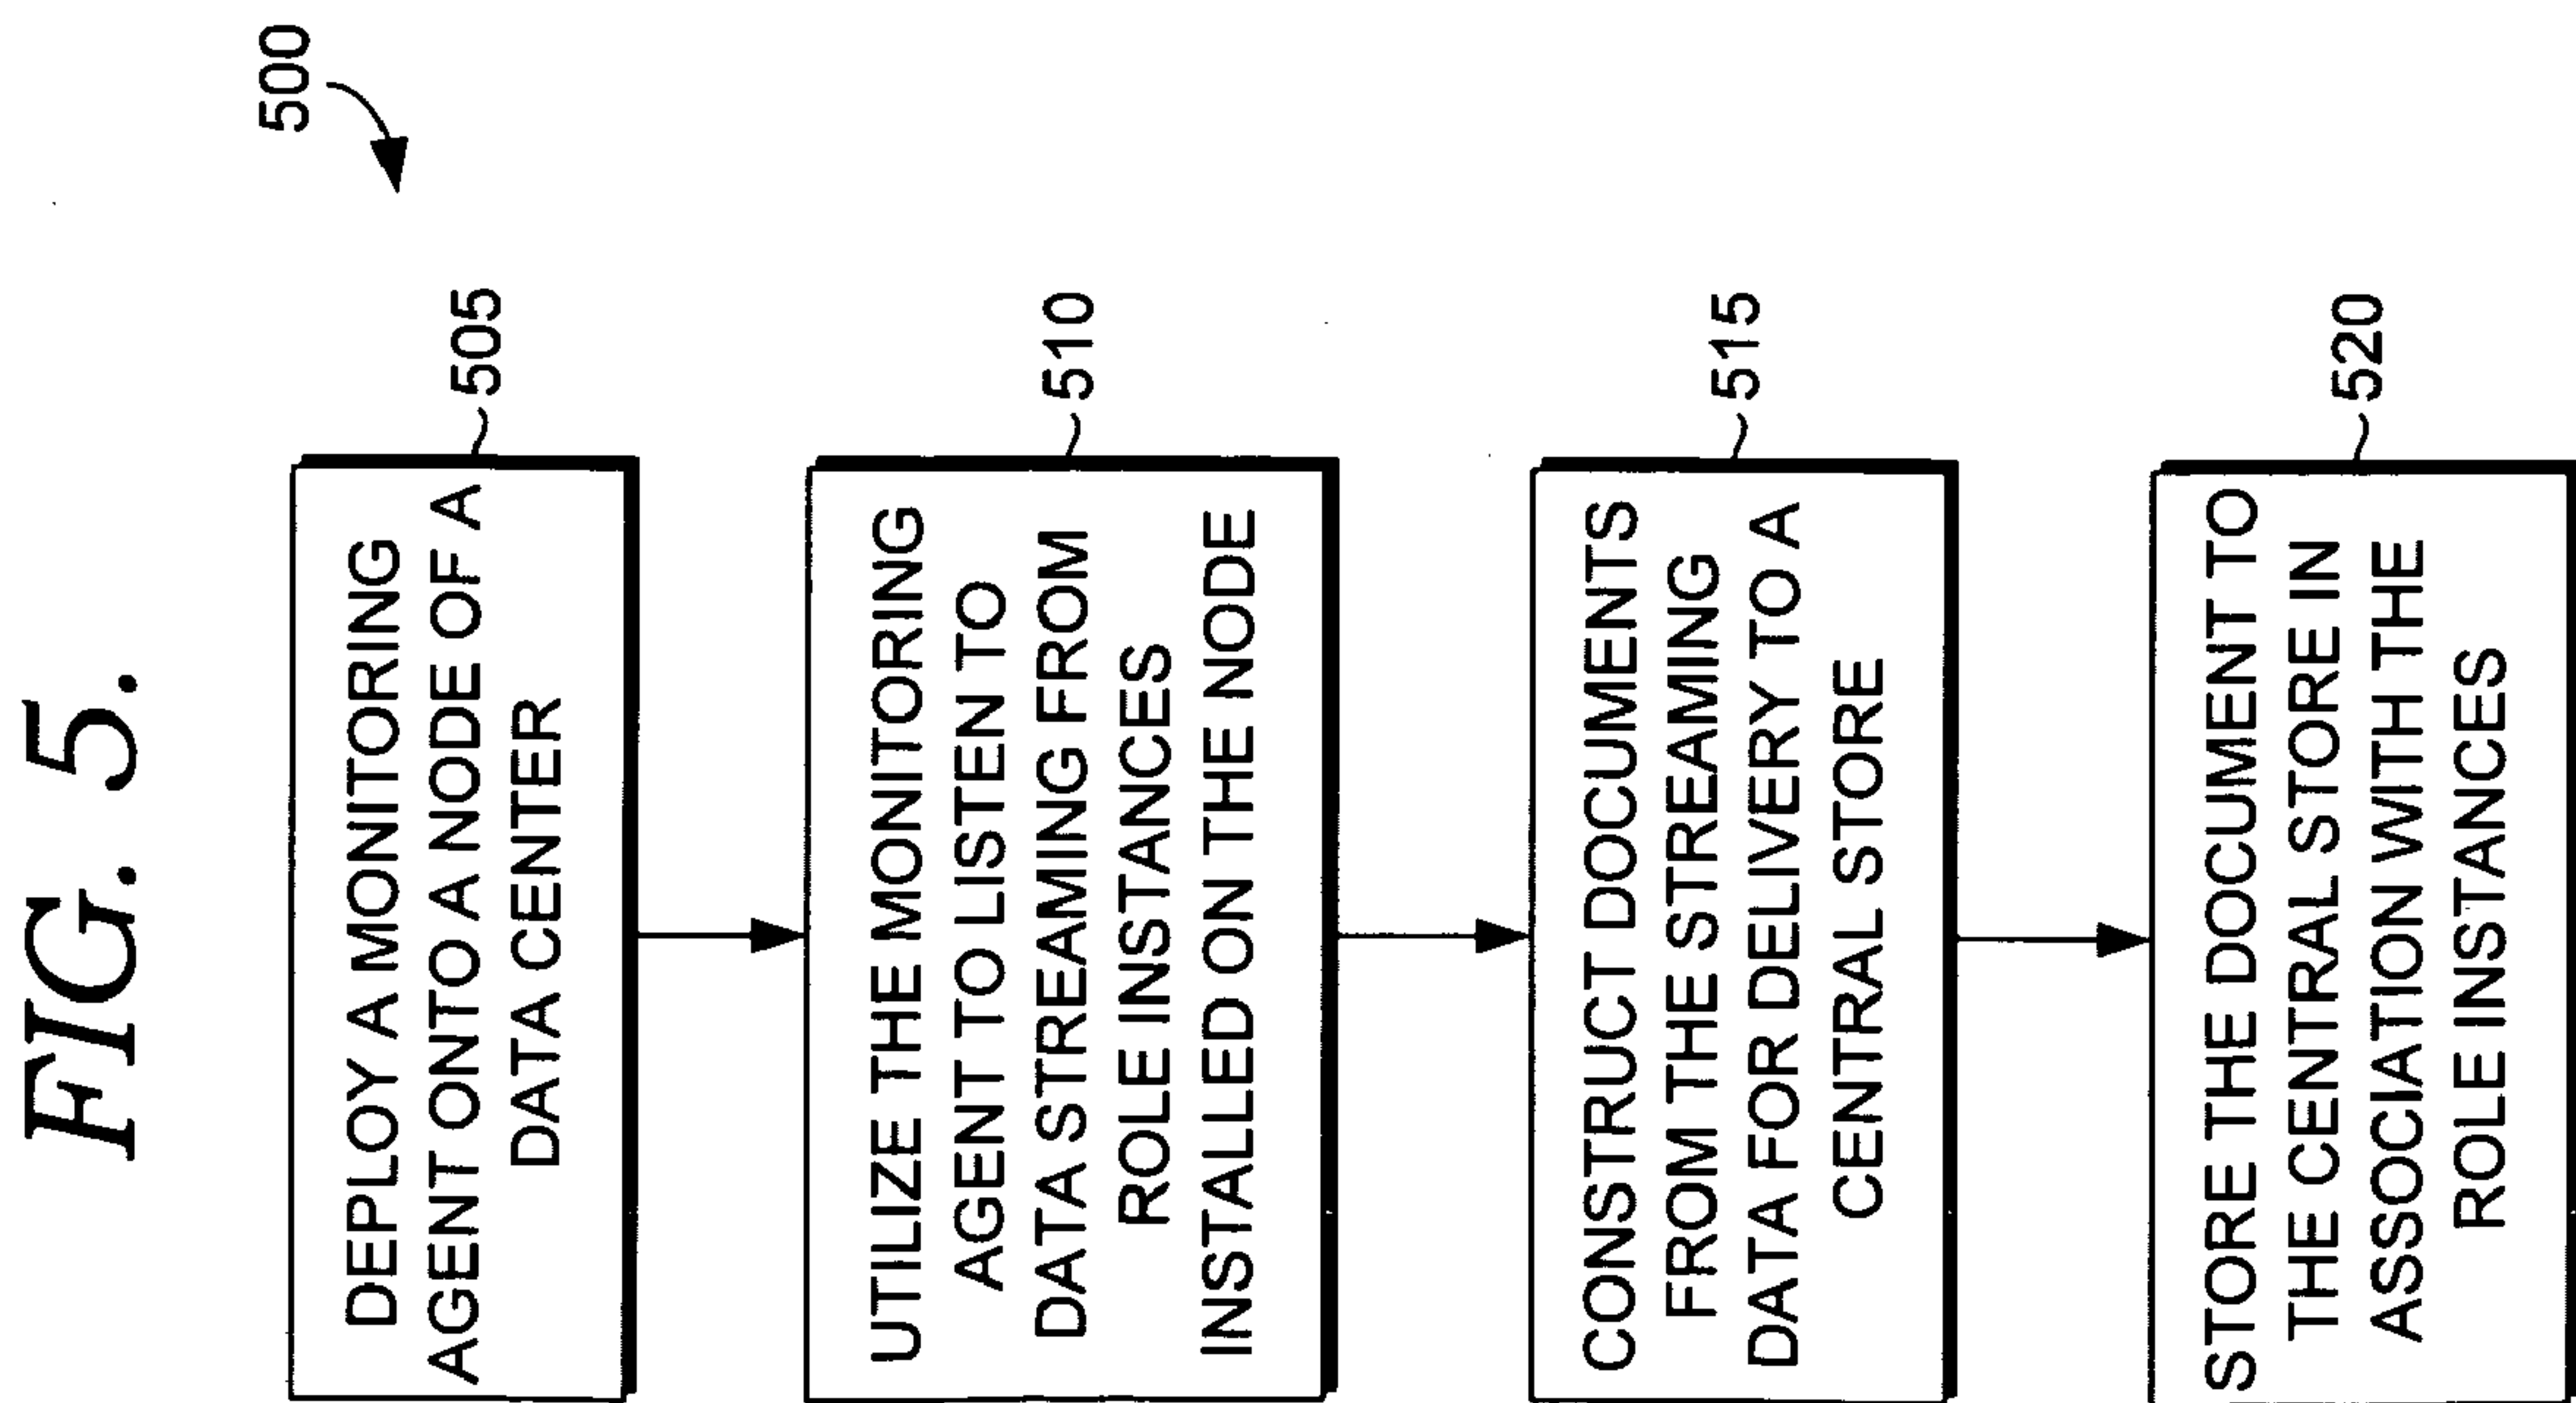 FIG. 5.
500
DEPLOY A MONITORING
AGENT ONTO A NODE OF A
DATA CENTER
505
UTILIZE THE MONITORING
AGENT TO LISTEN TO
DATA STREAMING FROM
ROLE INSTANCES
INSTALLED ON THE NODE
510
CONSTRUCT DOCUMENTS
FROM THE STREAMING
DATA FOR DELIVERY TO A
CENTRAL STORE
515
STORE THE DOCUMENT TO
THE CENTRAL STORE IN
ASSOCIATION WITH THE
ROLE INSTANCES
520